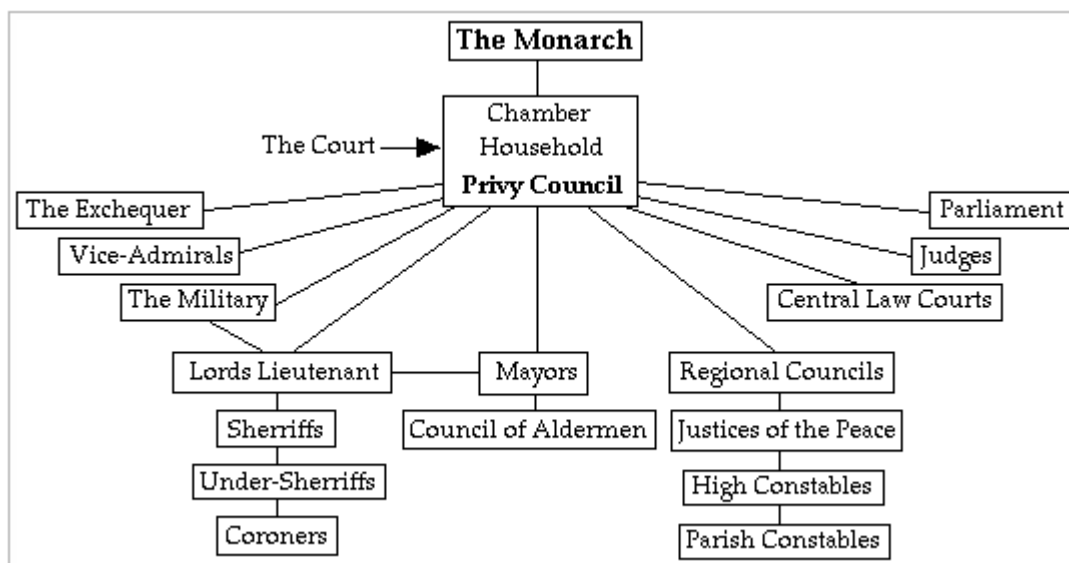 The Monarch
Chamber
The Court
Household
Privy Council
The Exchequer
Parliament
Vice-Admirals
Judges
The Military
Central Law Courts
Lords Lieutenant
Mayors
Regional Councils
Sherriffs
Council of Aldermen
Justices of the Peace
Under-Sherriffs
High Constables
Coroners
Parish Constables